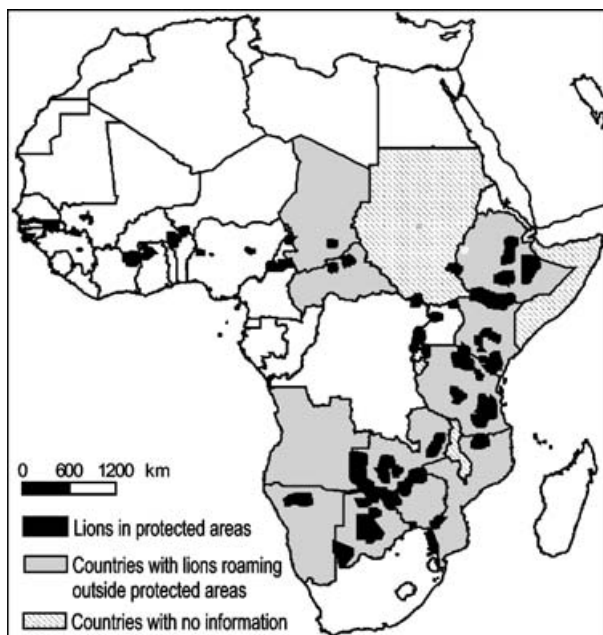 0 600 1200 km
Lions in protected areas
Countries with lions roaming
outside protected areas
Countries with no information